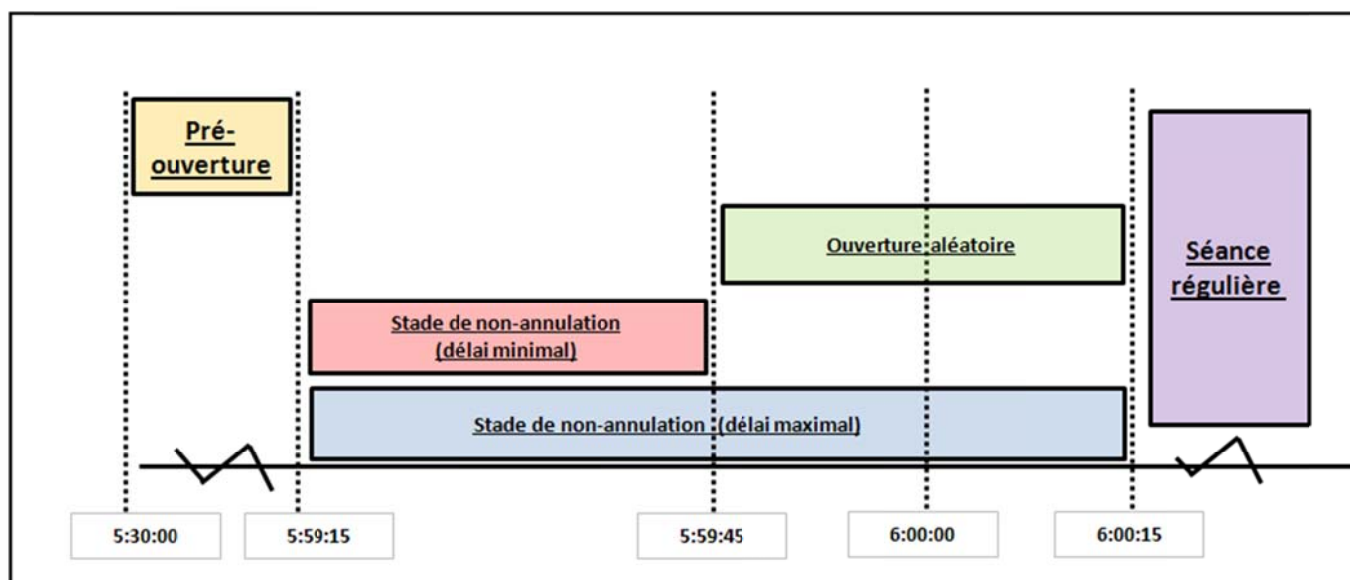 Pré-
ouverture
Ouverture aléatoire
Séance
régulière
Stade de non-annulation
(délai minimal)
Stade de non-annulation (délai maximal)
5:30:00
5:59:15
5:59:45
6:00:00
6:00:15